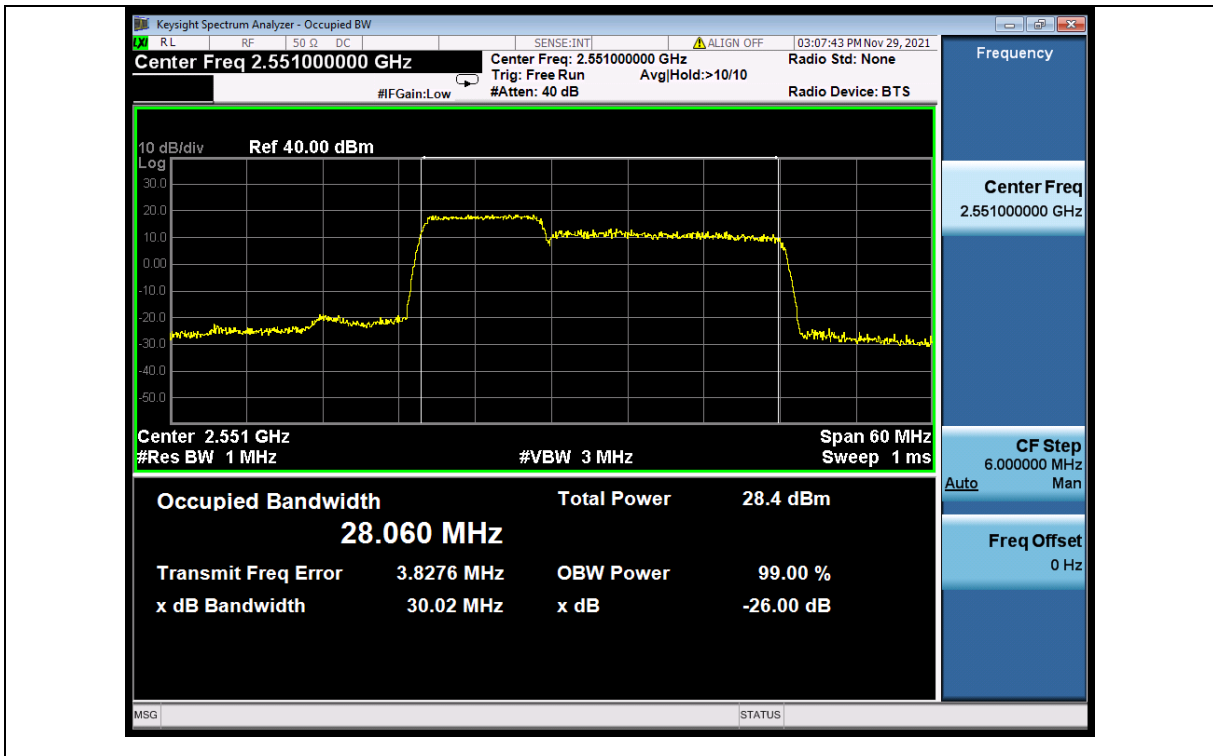 Keysight Spectrum Analyzer - Occupied BW
LXI RL RF 50 Ω DC SENSE:INT ALIGN OFF 03:07:43 PM Nov 29, 2021
Center Freq 2.551000000 GHz
Center Freq: 2.551000000 GHz
Radio Std: None
Trig: Free Run Avg|Hold:>10/10
#IFGain:Low
#Atten: 40 dB
Radio Device: BTS
10 dB/div Ref 40.00 dBm
Log
30.0
20.0
10.0
0.00
-10.0
-20.0
-30.0
-40.0
-50.0
Center 2.551 GHz Span 60 MHz
#Res BW 1 MHz #VBW 3 MHz Sweep 1 ms
Occupied Bandwidth Total Power 28.4 dBm
28.060 MHz
Transmit Freq Error 3.8276 MHz OBW Power 99.00 %
x dB Bandwidth 30.02 MHz x dB -26.00 dB
MSG STATUS
Frequency
Center Freq
2.551000000 GHz
CF Step
6.000000 MHz
Auto Man
Freq Offset
0 Hz